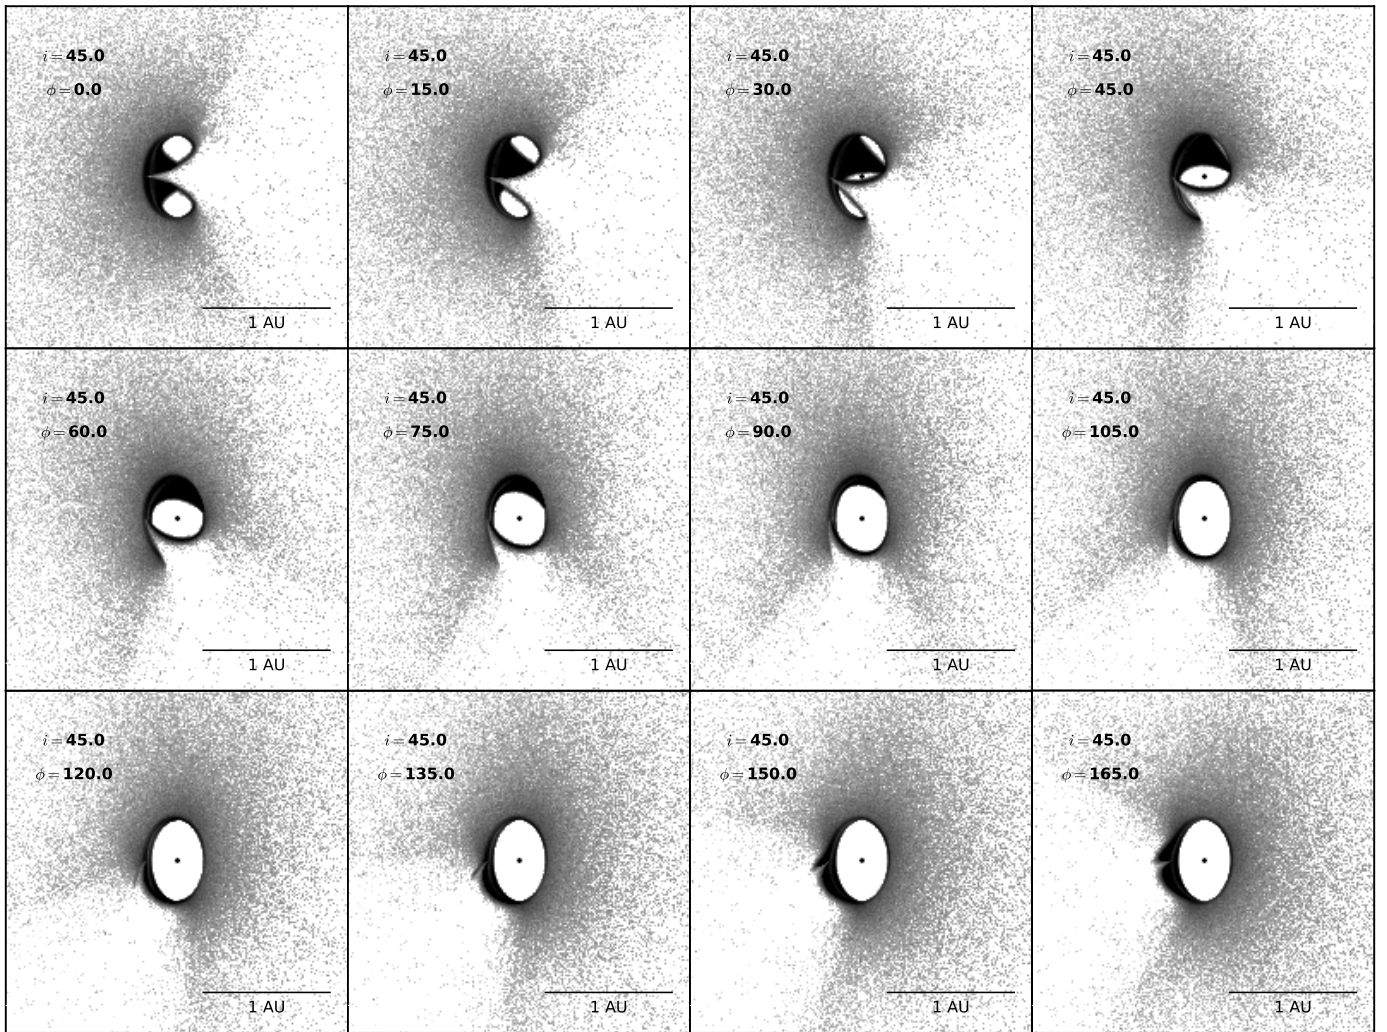 i = 45.0
ϕ = 0.0
1 AU
i = 45.0
ϕ = 15.0
1 AU
i = 45.0
ϕ = 30.0
1 AU
i = 45.0
ϕ = 45.0
1 AU
i = 45.0
ϕ = 60.0
1 AU
i = 45.0
ϕ = 75.0
1 AU
i = 45.0
ϕ = 90.0
1 AU
i = 45.0
ϕ = 105.0
1 AU
i = 45.0
ϕ = 120.0
1 AU
i = 45.0
ϕ = 135.0
1 AU
i = 45.0
ϕ = 150.0
1 AU
i = 45.0
ϕ = 165.0
1 AU